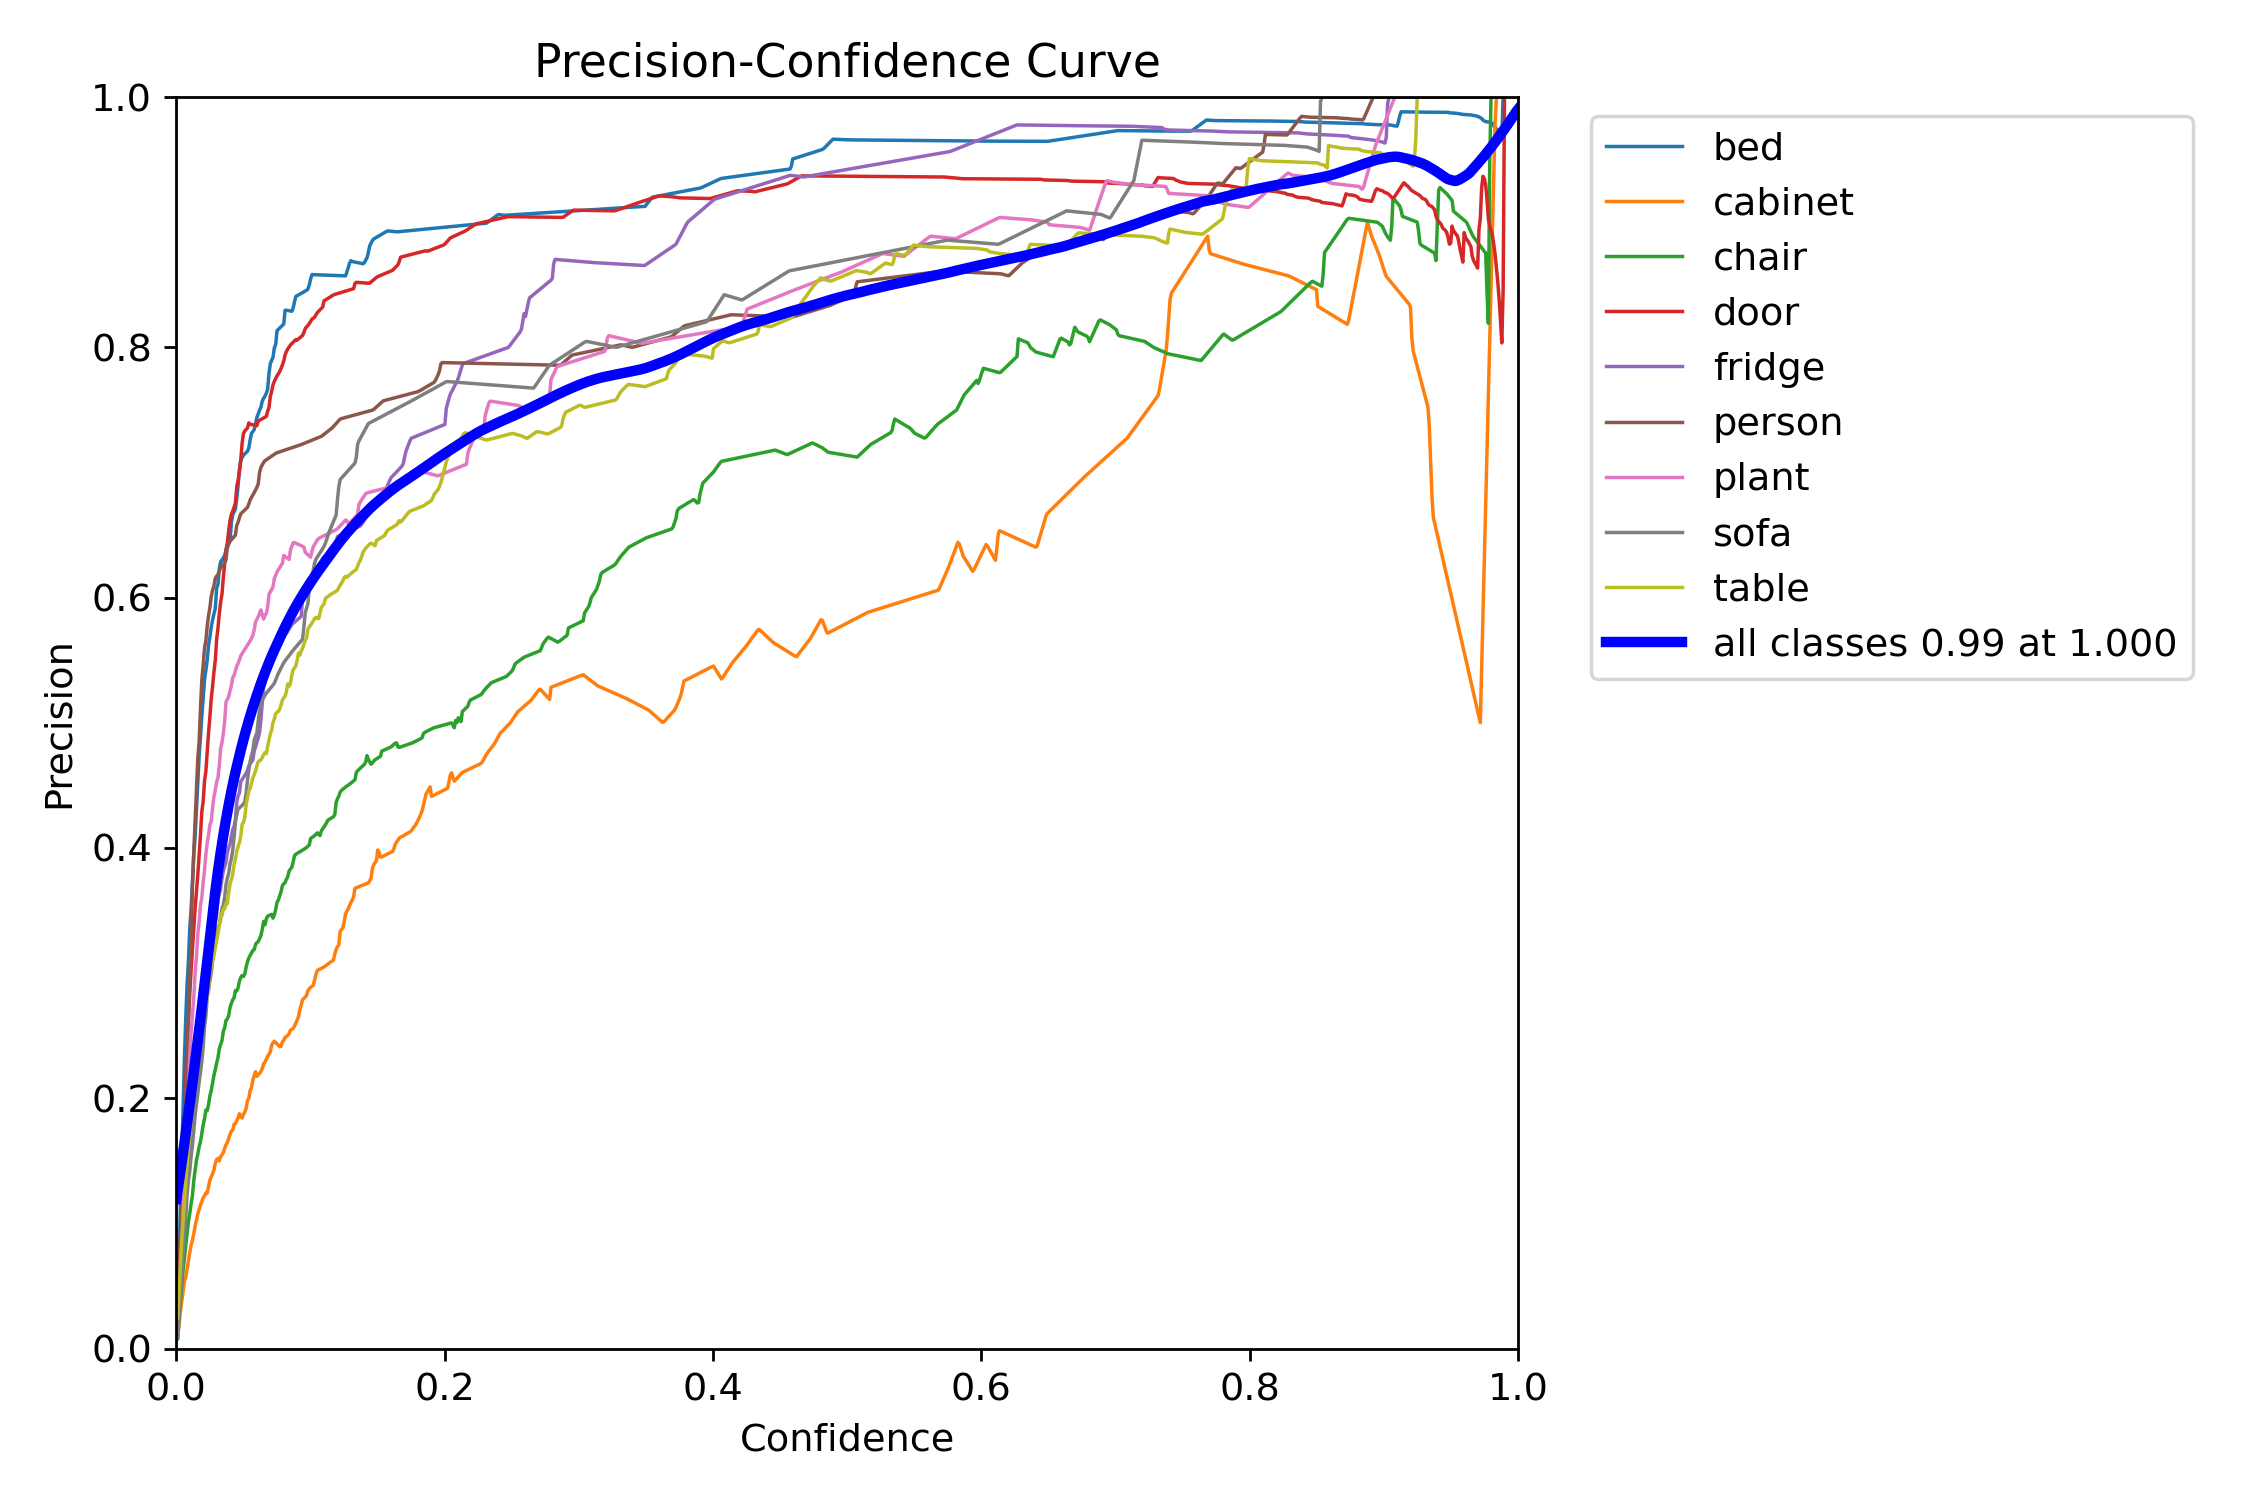 Precision-Confidence Curve
1.0
0.8
0.6
0.4
0.2
0.0
Precision
0.0 0.2 0.4 0.6 0.8 1.0
Confidence
bed
cabinet
chair
door
fridge
person
plant
sofa
table
all classes 0.99 at 1.000